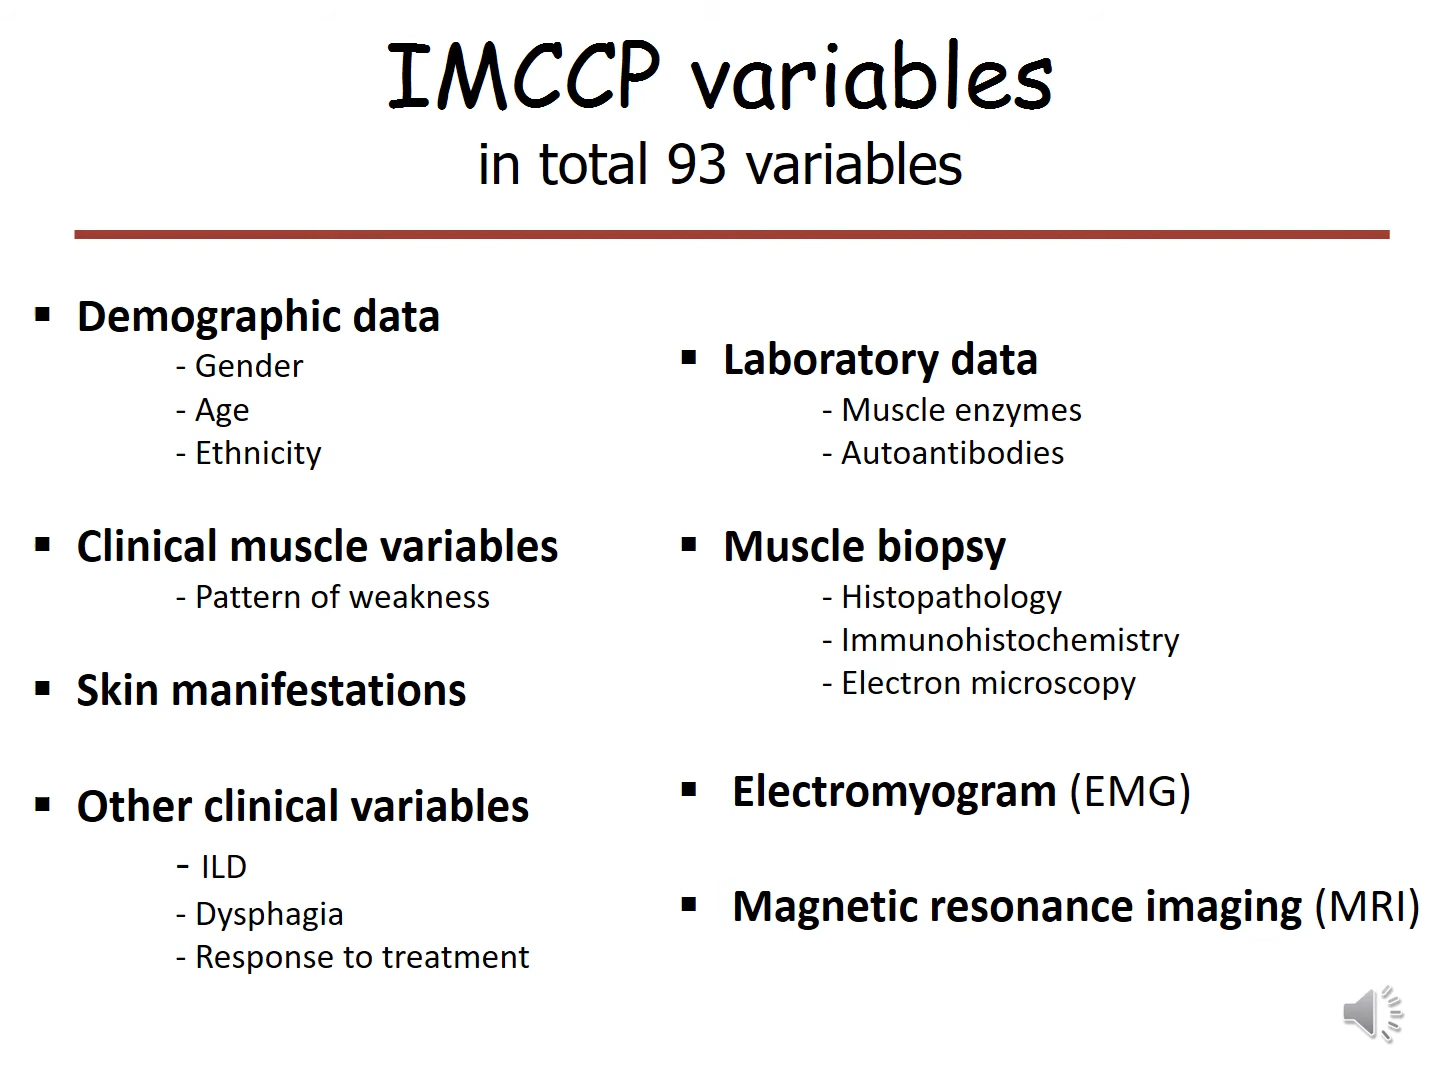 IMCCP variables
in total 93 variables
▪ Demographic data
- Gender
- Age
- Ethnicity
▪ Clinical muscle variables
- Pattern of weakness
▪ Skin manifestations
▪ Other clinical variables
- ILD
- Dysphagia
- Response to treatment
▪ Laboratory data
- Muscle enzymes
- Autoantibodies
▪ Muscle biopsy
- Histopathology
- Immunohistochemistry
- Electron microscopy
▪ Electromyogram (EMG)
▪ Magnetic resonance imaging (MRI)